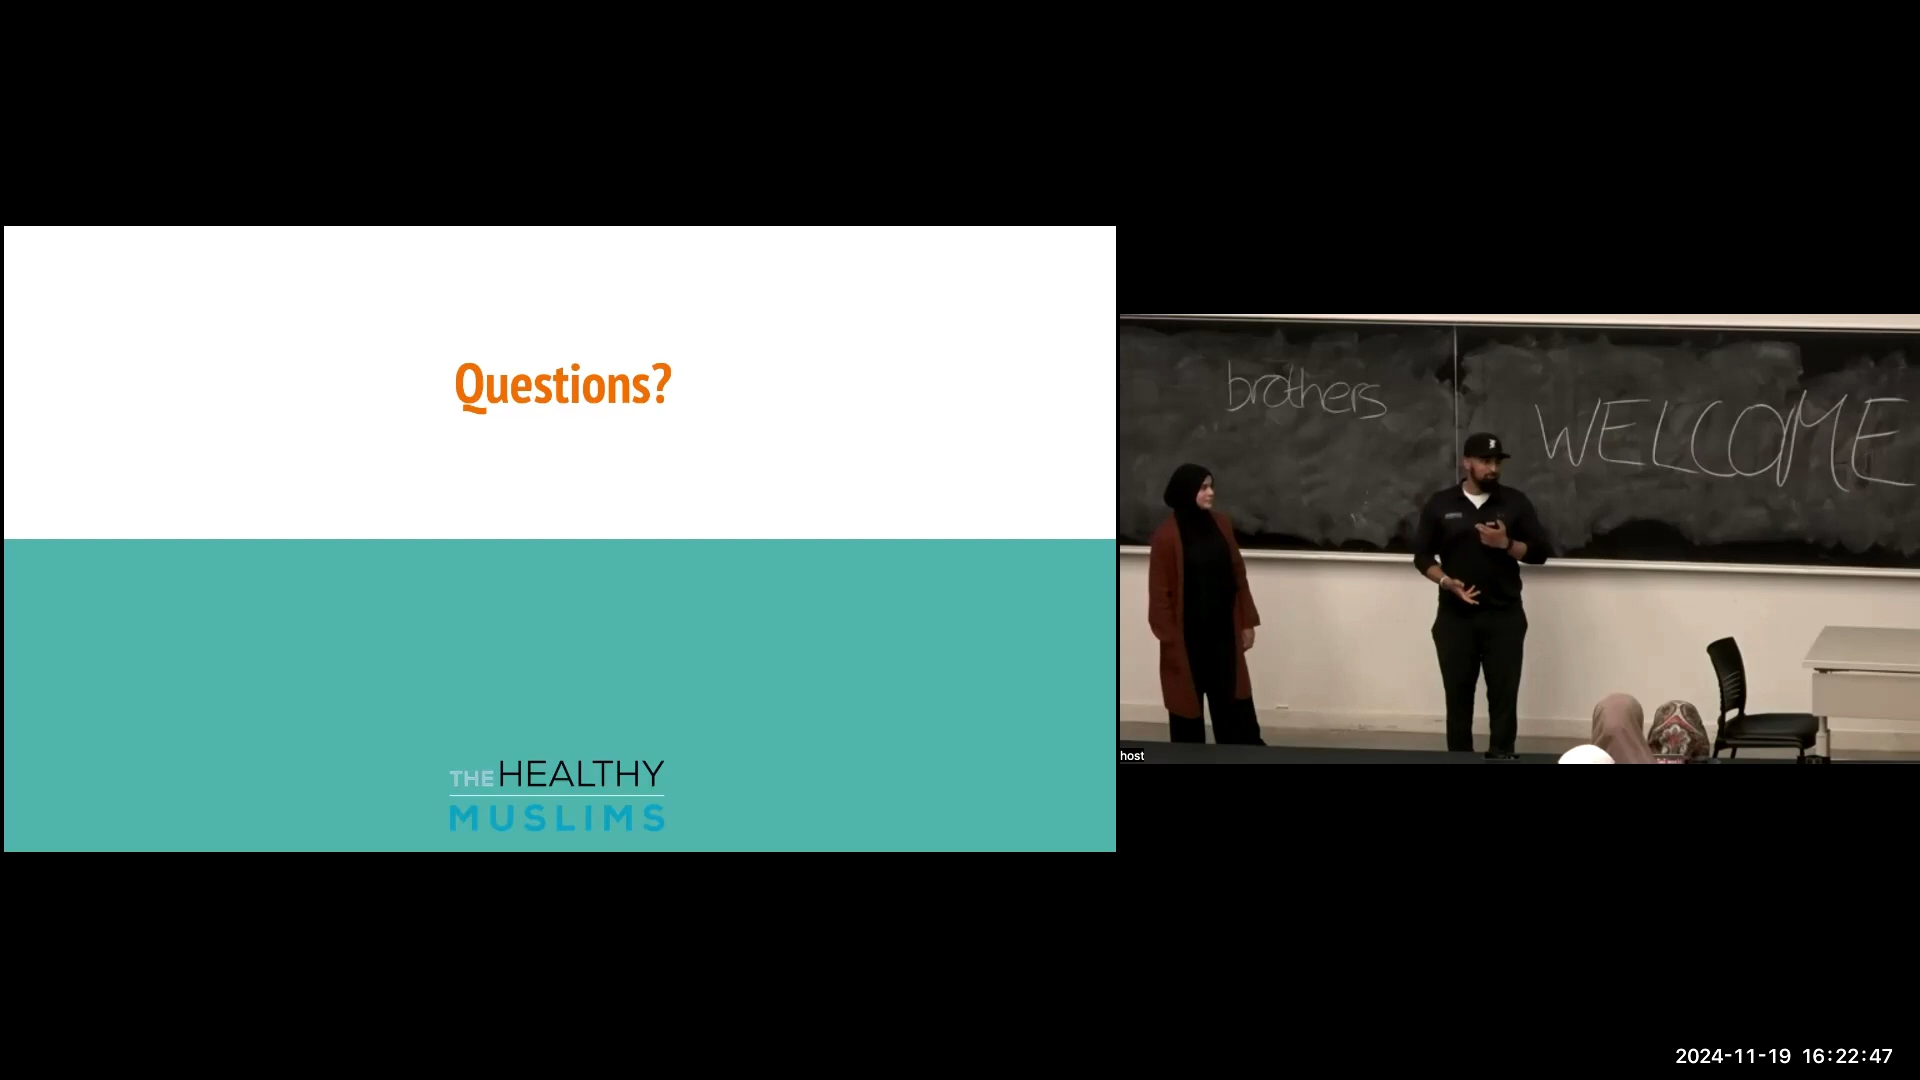 Questions?
THE HEALTHY
MUSLIMS
brothers
WELCOME
host
2024-11-19 16:22:47